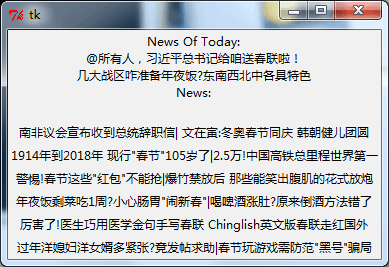 tk
News Of Today:
@所有人，习近平总书记给咱送春联啦！
几大战区咋准备年夜饭?东南西北中各具特色
News:
南非议会宣布收到总统辞职信| 文在寅:冬奥春节同庆 韩朝健儿团圆
1914年到2018年 现行"春节"105岁了|2.5万!中国高铁总里程世界第一
警惕!春节这些"红包"不能抢|爆竹禁放后 那些能笑出腹肌的花式放炮
年夜饭剩菜吃1周?小心肠胃"闹新春"|喝啤酒涨肚?原来倒酒方法错了
厉害了!医生巧用医学金句手写春联 Chinglish英文版春联走红国外
过年洋媳妇洋女婿多紧张?竟发帖求助|春节玩游戏需防范"黑号"骗局